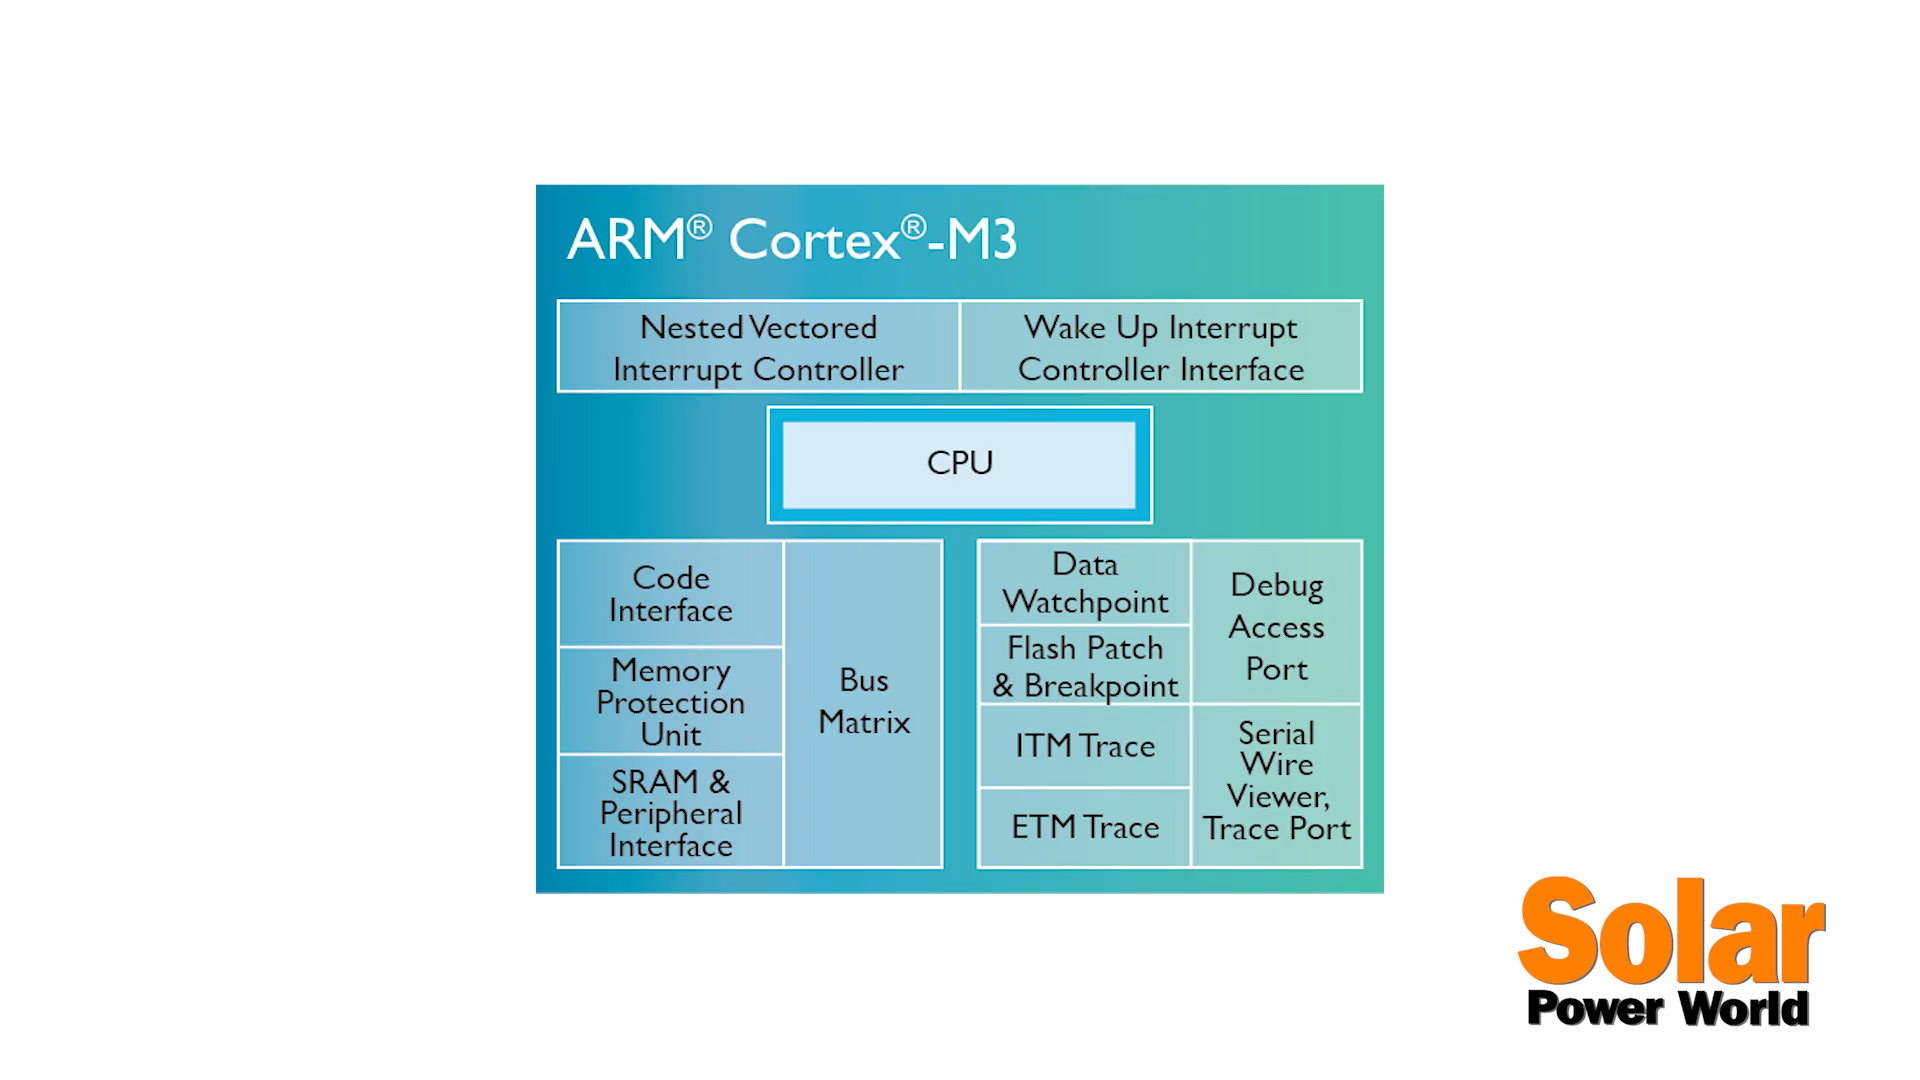 ARM® Cortex®-M3
Nested Vectored
Interrupt Controller
Wake Up Interrupt
Controller Interface
CPU
Code
Interface
Memory
Protection
Unit
SRAM &
Peripheral
Interface
Bus
Matrix
Data
Watchpoint
Flash Patch
& Breakpoint
ITM Trace
ETM Trace
Debug
Access
Port
Serial
Wire
Viewer,
Trace Port
Solar
Power World